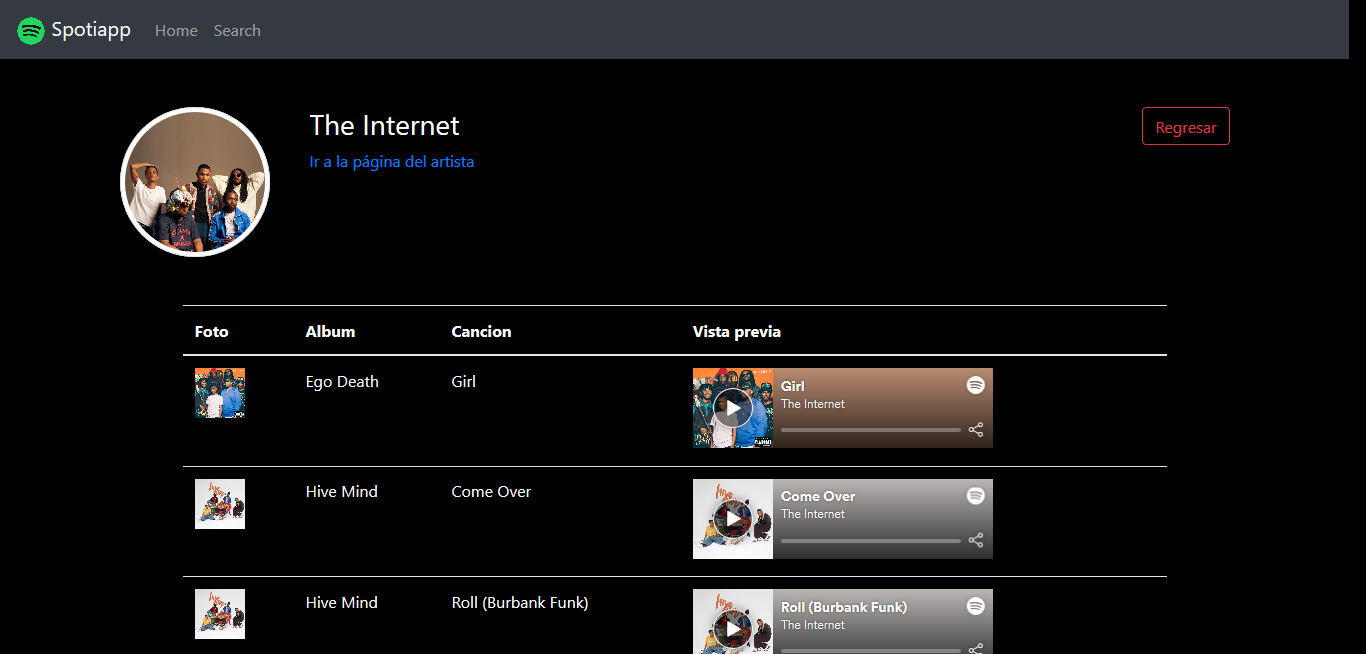 Spotiapp Home Search
The Internet
Regresar
Ir a la página del artista
Foto Album Cancion Vista previa
Ego Death Girl
Girl
The Internet
Hive Mind Come Over
Come Over
The Internet
Hive Mind Roll (Burbank Funk)
Roll (Burbank Funk)
The Internet